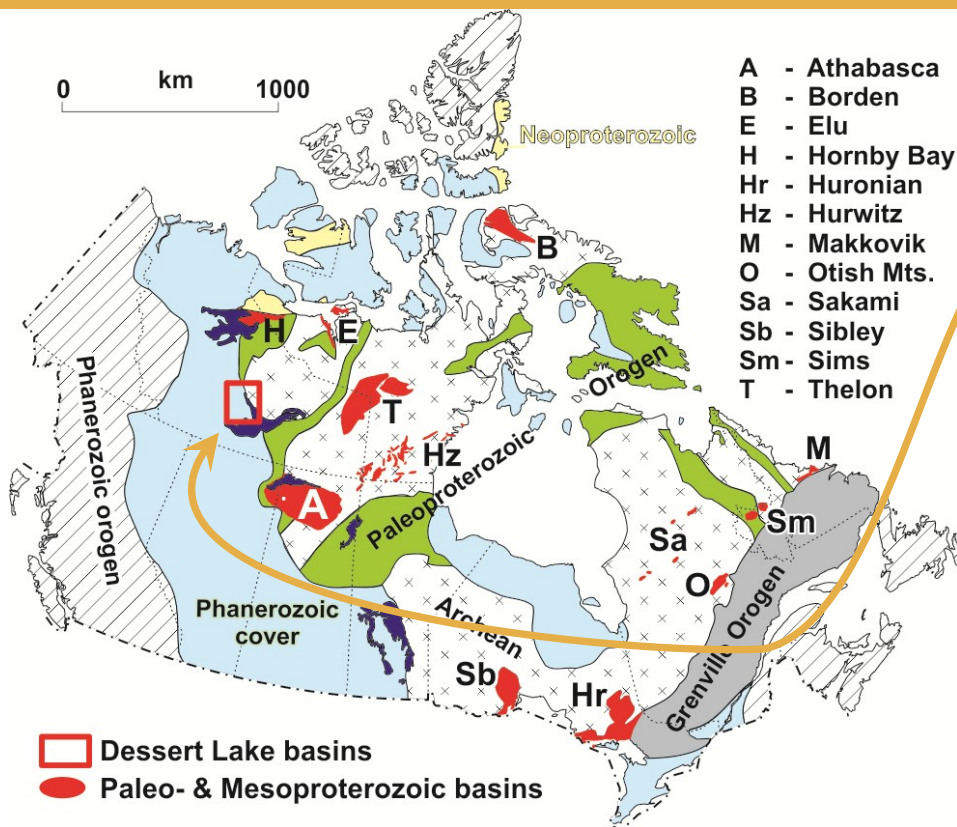 0
km
1000
A - Athabasca
B - Borden
E - Elu
H - Hornby Bay
Hr - Huronian
Hz - Hurwitz
M - Makkovik
O - Otish Mts.
Sa - Sakami
Sb - Sibley
Sm - Sims
T - Thelon
Neoproterozoic
B
H
E
T
Hz
A
M
Sm
Sa
O
Sb
Hr
Phanerozoic orogen
Paleoproterozoic Orogen
Phanerozoic
cover
Archean
Grenville Orogen
Dessert Lake basins
Paleo- & Mesoproterozoic basins